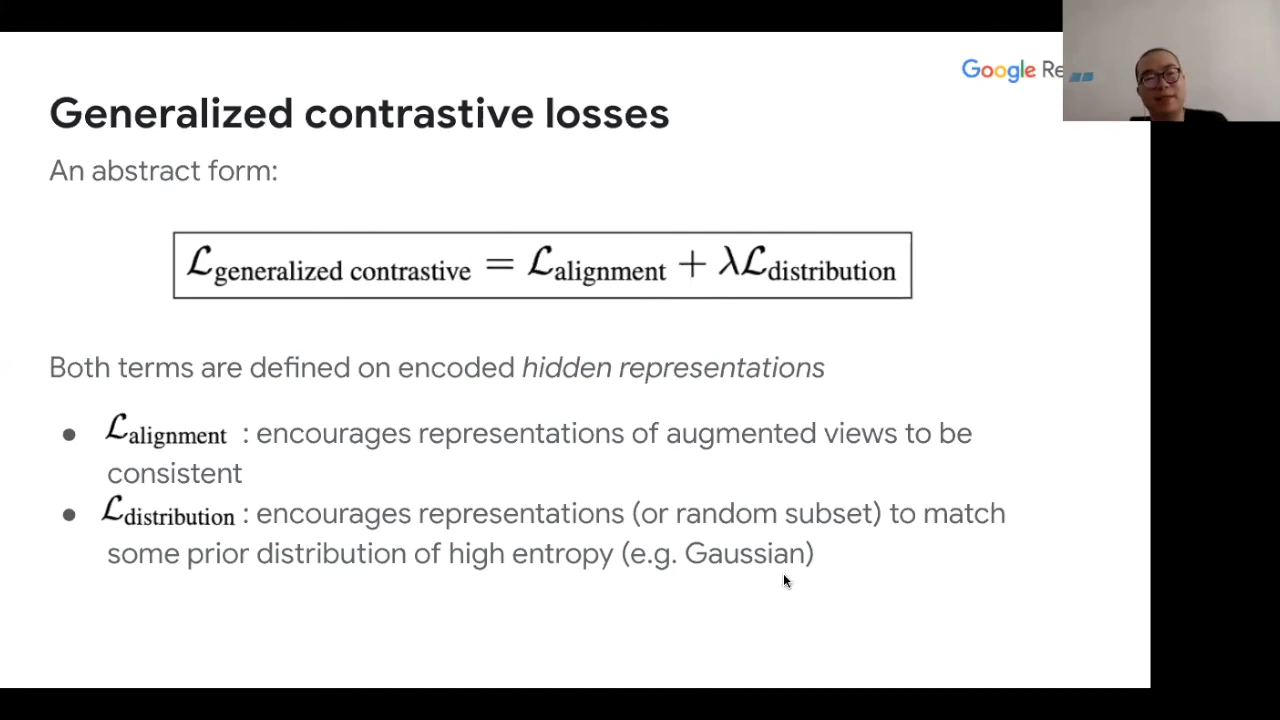 Google Re
Generalized contrastive losses
An abstract form:
ℒgeneralized contrastive = ℒalignment + λℒdistribution
Both terms are defined on encoded hidden representations
● ℒalignment : encourages representations of augmented views to be
consistent
● ℒdistribution : encourages representations (or random subset) to match
some prior distribution of high entropy (e.g. Gaussian)